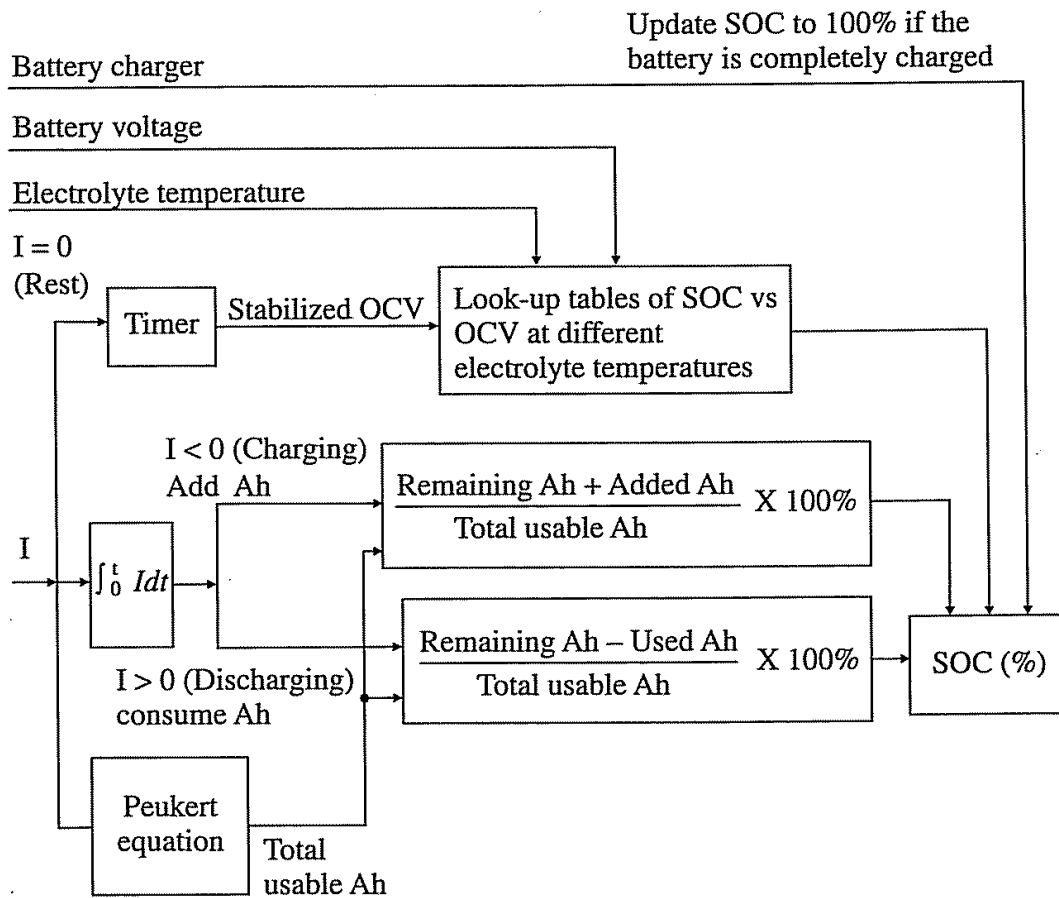 Update SOC to 100% if the
battery is completely charged
Battery charger
Battery voltage
Electrolyte temperature
I = 0
(Rest)
Timer
Stabilized OCV
Look-up tables of SOC vs
OCV at different
electrolyte temperatures
I < 0 (Charging)
Add Ah
Remaining Ah + Added Ah
Total usable Ah
X 100%
I
∫₀ᵗ Idt
Remaining Ah – Used Ah
Total usable Ah
X 100%
SOC (%)
I > 0 (Discharging)
consume Ah
Peukert
equation
Total
usable Ah